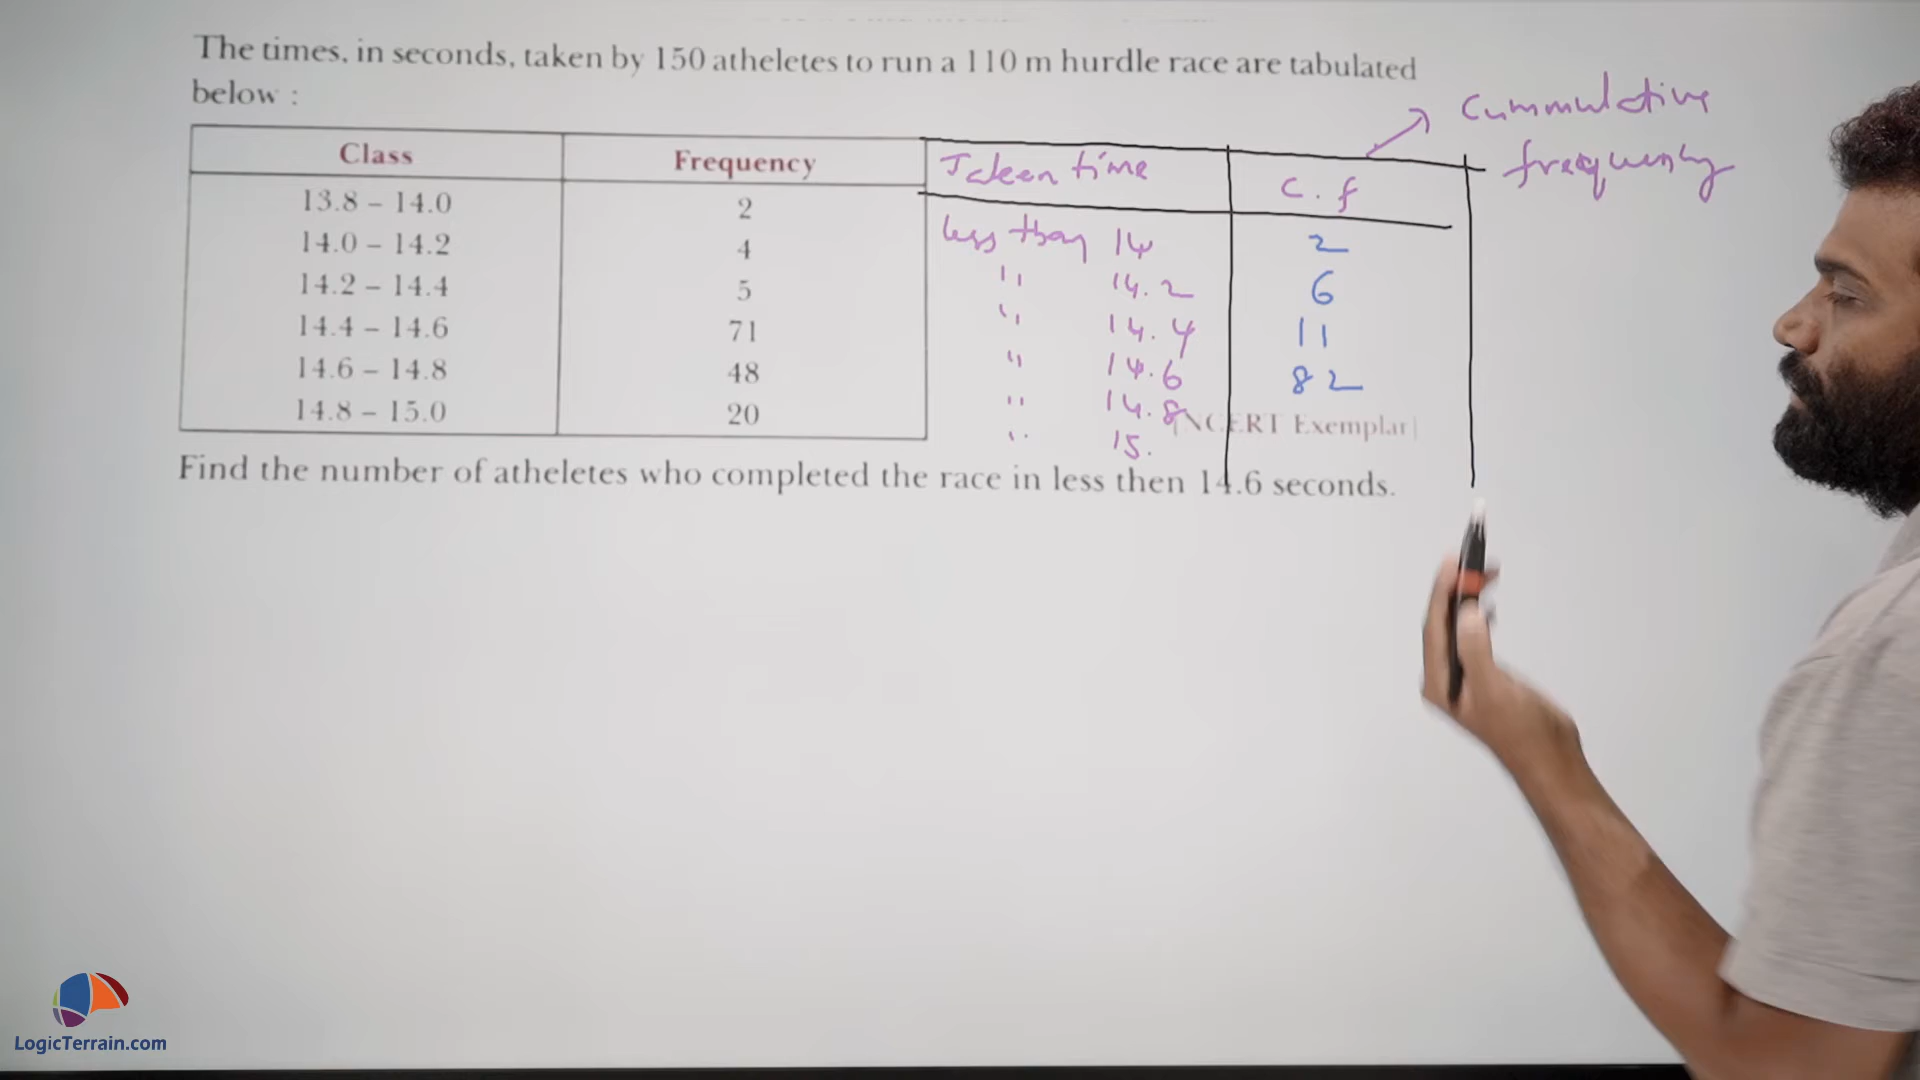 The times, in seconds, taken by 150 atheletes to run a 110 m hurdle race are tabulated
below :
Class Frequency Taken time C.f Cummulative frequency
13.8 – 14.0 2 less than 14 2
14.0 – 14.2 4 " 14.2 6
14.2 – 14.4 5 " 14.4 11
14.4 – 14.6 71 " 14.6 82
14.6 – 14.8 48 " 14.8
14.8 – 15.0 20 " 15.
[NCERT Exemplar]
Find the number of atheletes who completed the race in less then 14.6 seconds.
LogicTerrain.com